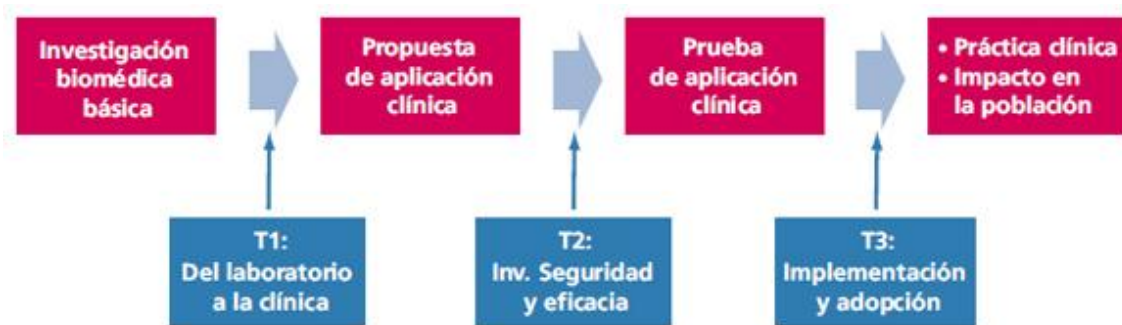 Investigación
biomédica
básica
Propuesta
de aplicación
clínica
Prueba
de aplicación
clínica
• Práctica clínica
• Impacto en
la población
T1:
Del laboratorio
a la clínica
T2:
Inv. Seguridad
y eficacia
T3:
Implementación
y adopción